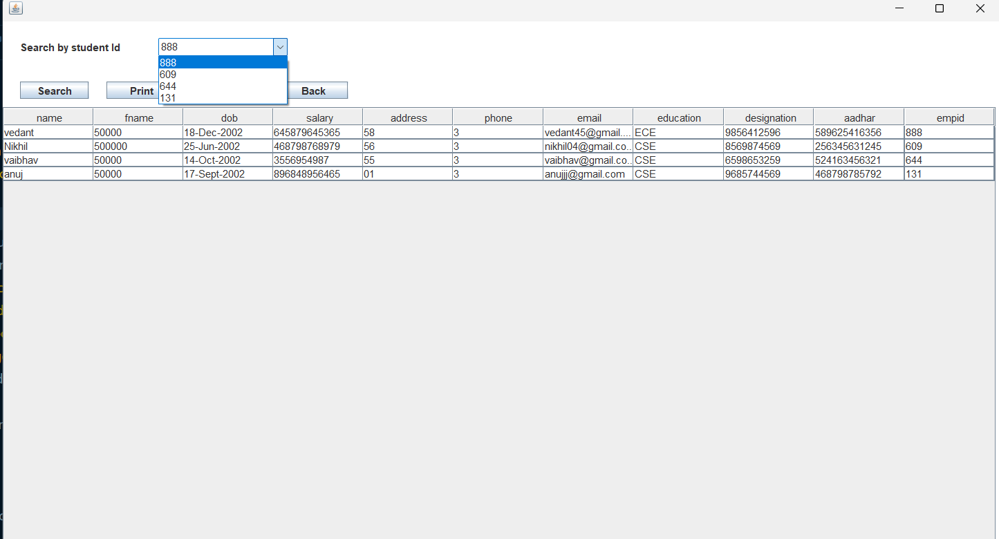 Search by student Id 888
888
609
644
131
Search Print Back
name fname dob salary address phone email education designation aadhar empid
vedant 50000 18-Dec-2002 645879645365 58 3 vedant45@gmail.... ECE 9856412596 589625416356 888
Nikhil 500000 25-Jun-2002 468798768979 56 3 nikhil04@gmail.co... CSE 8569874569 256345631245 609
vaibhav 50000 14-Oct-2002 3556954987 55 3 vaibhav@gmail.co... CSE 6598653259 524163456321 644
anuj 50000 17-Sept-2002 896848956465 01 3 anujjj@gmail.com CSE 9685744569 468798785792 131